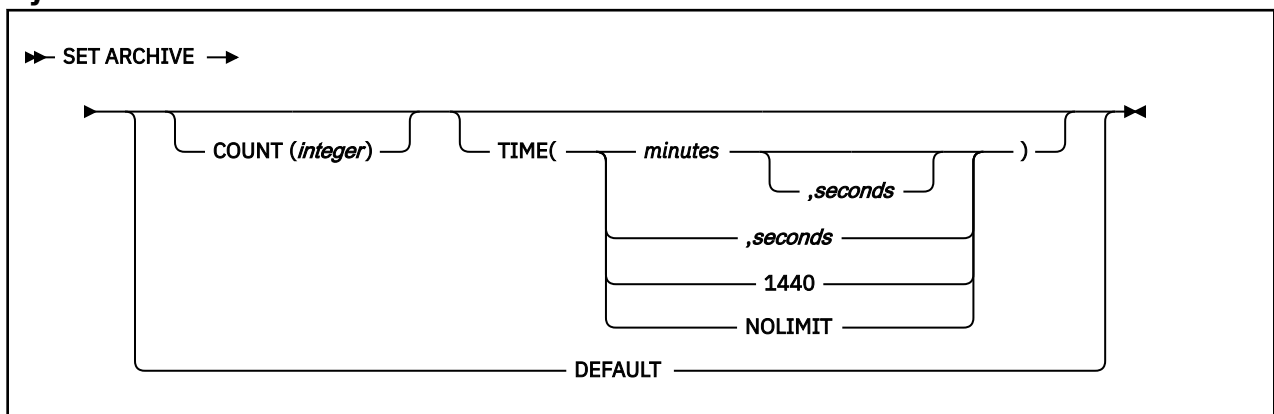 SET ARCHIVE
COUNT (integer) TIME( minutes )
,seconds
,seconds
1440
NOLIMIT
DEFAULT